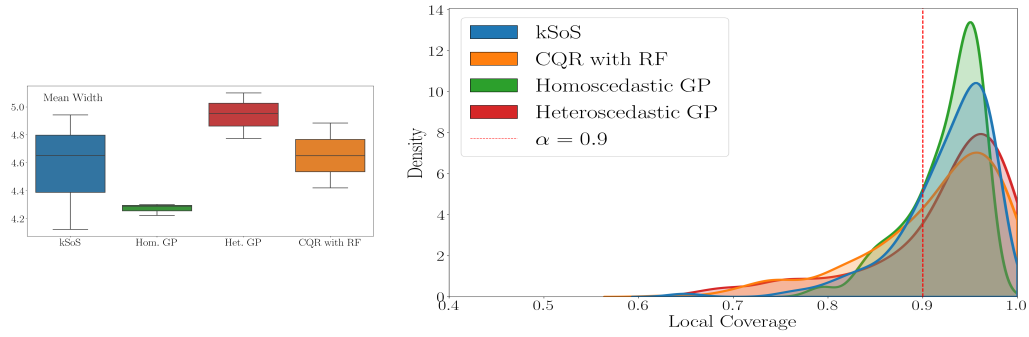 Mean Width
5.0
4.8
4.6
4.4
4.2
kSoS
Hom. GP
Het. GP
CQR with RF
14
12
10
8
6
4
2
0
Density
kSoS
CQR with RF
Homoscedastic GP
Heteroscedastic GP
α = 0.9
0.4
0.5
0.6
0.7
0.8
0.9
1.0
Local Coverage